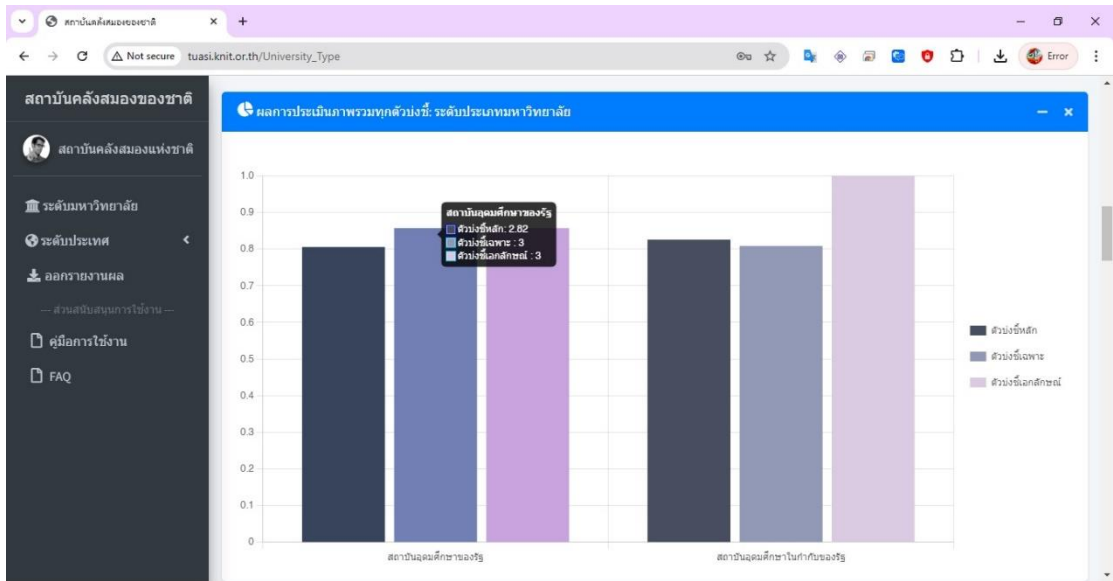 สถาบันคลังสมองของชาติ
Not secure
tuasi.knit.or.th/University_Type
Error
สถาบันคลังสมองของชาติ
สถาบันคลังสมองแห่งชาติ
ระดับมหาวิทยาลัย
ระดับประเทศ
ออกรายงานผล
--- ส่วนสนับสนุนการใช้งาน ---
คู่มือการใช้งาน
FAQ
ผลการประเมินภาพรวมทุกตัวบ่งชี้: ระดับประเภทมหาวิทยาลัย
1.0
0.9
0.8
0.7
0.6
0.5
0.4
0.3
0.2
0.1
0
สถาบันอุดมศึกษาของรัฐ
ตัวบ่งชี้หลัก: 2.82
ตัวบ่งชี้เฉพาะ : 3
ตัวบ่งชี้เอกลักษณ์ : 3
สถาบันอุดมศึกษาของรัฐ
สถาบันอุดมศึกษาในกำกับของรัฐ
ตัวบ่งชี้หลัก
ตัวบ่งชี้เฉพาะ
ตัวบ่งชี้เอกลักษณ์